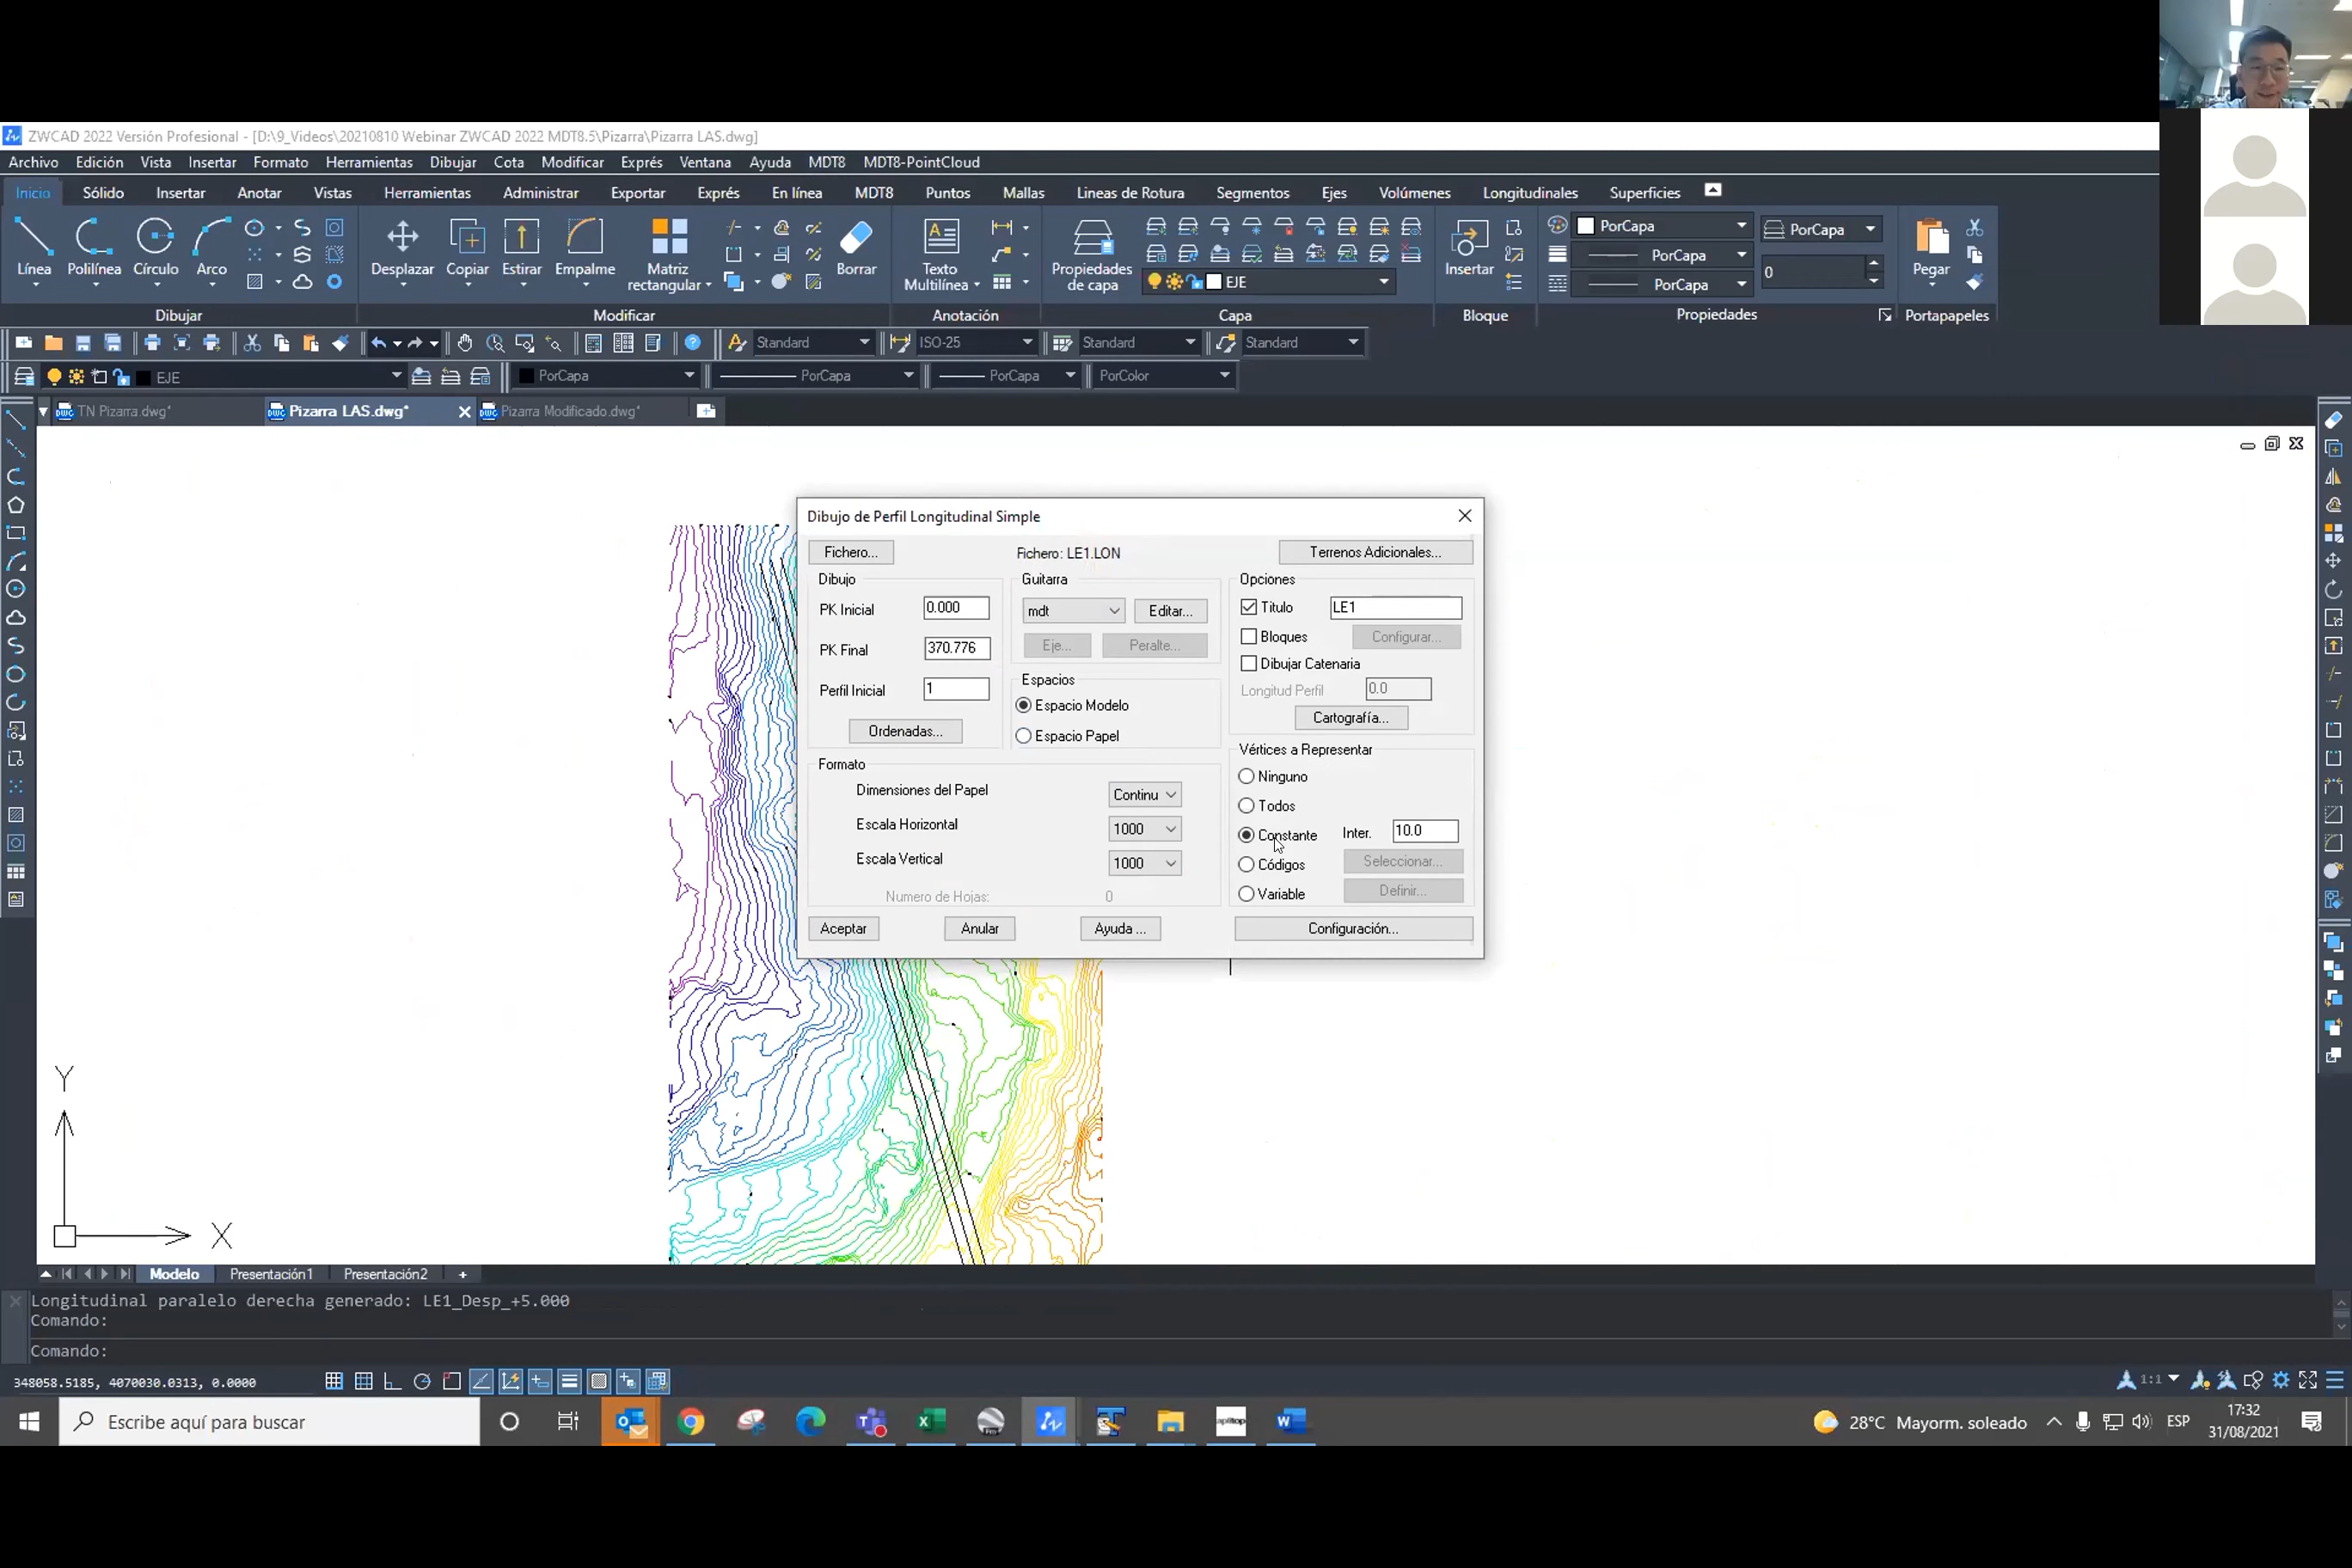 ZWCAD 2022 Versión Profesional - [D:\9_Videos\20210810 Webinar ZWCAD 2022 MDT8.5\Pizarra\Pizarra LAS.dwg]
Archivo Edición Vista Insertar Formato Herramientas Dibujar Cota Modificar Exprés Ventana Ayuda MDT8 MDT8-PointCloud
Inicio Sólido Insertar Anotar Vistas Herramientas Administrar Exportar Exprés En línea MDT8 Puntos Mallas Lineas de Rotura Segmentos Ejes Volúmenes Longitudinales Superficies
Línea Polilínea Círculo Arco Desplazar Copiar Estirar Empalme Matriz rectangular Borrar Texto Multilínea Propiedades de capa EJE Insertar PorCapa PorCapa PorCapa PorCapa 0 Pegar
Dibujar Modificar Anotación Capa Bloque Propiedades Portapapeles
Standard ISO-25 Standard Standard
EJE PorCapa PorCapa PorCapa PorColor
TN Pizarra.dwg* Pizarra LAS.dwg* Pizarra Modificado.dwg*
Dibujo de Perfil Longitudinal Simple
Fichero... Fichero: LE1.LON Terrenos Adicionales...
Dibujo
PK Inicial 0.000
PK Final 370.776
Perfil Inicial 1
Ordenadas...
Guitarra
mdt Editar...
Eje... Peralte...
Espacios
Espacio Modelo
Espacio Papel
Opciones
Titulo LE1
Bloques Configurar...
Dibujar Catenaria
Longitud Perfil 0.0
Cartografía...
Formato
Dimensiones del Papel Continu
Escala Horizontal 1000
Escala Vertical 1000
Numero de Hojas: 0
Vértices a Representar
Ninguno
Todos
Constante Inter. 10.0
Códigos Seleccionar...
Variable Definir...
Aceptar Anular Ayuda ... Configuración...
Y
X
Modelo Presentación1 Presentación2 +
Longitudinal paralelo derecha generado: LE1_Desp_+5.000
Comando:
Comando:
348058.5185, 4070030.0313, 0.0000 1:1
Escribe aquí para buscar
aplitop
28°C Mayorm. soleado ESP
17:32
31/08/2021